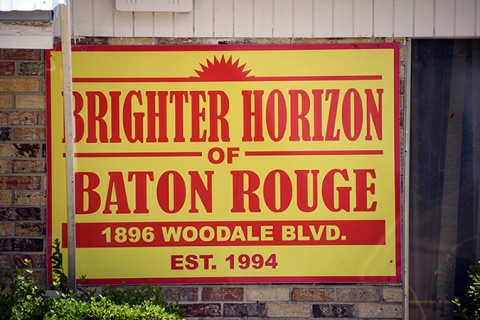 BRIGHTER HORIZON
OF
BATON ROUGE
1896 WOODALE BLVD.
EST. 1994